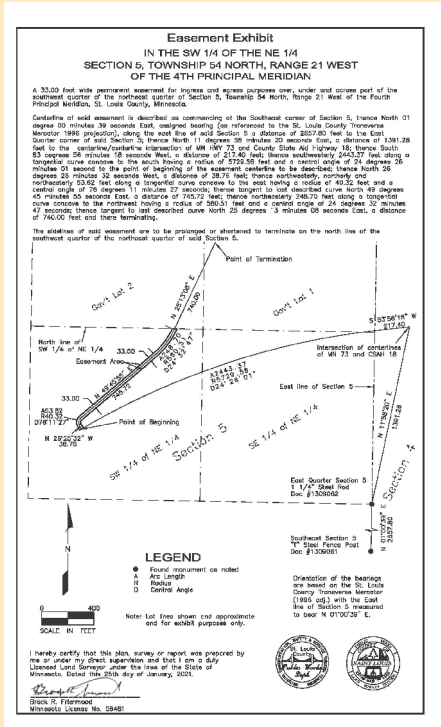 Easement Exhibit
IN THE SW 1/4 OF THE NE 1/4
SECTION 5, TOWNSHIP 54 NORTH, RANGE 21 WEST
OF THE 4TH PRINCIPAL MERIDIAN
A 33.00 foot wide permanent easement for ingress and egress purposes over, under and across part of the
southwest quarter of the northeast quarter of Section 5, Township 54 North, Range 21 West of the Fourth
Principal Meridian, St. Louis County, Minnesota.
Centerline of said easement is described as commencing at the Southeast corner of Section 5, thence North 01
degree 00 minutes 39 seconds East, assigned bearing (as referenced to the St. Louis County Transverse
Mercator 1996 projection), along the east line of said Section 5 a distance of 2657.80 feet to the East
Quarter corner of said Section 5; thence North 11 degrees 58 minutes 20 seconds East, a distance of 1391.28
feet to the centerline/centerline intersection of MN HWY 73 and County State Aid Highway 18; thence South
83 degrees 56 minutes 18 seconds West, a distance of 217.40 feet; thence southwesterly 2443.37 feet along a
tangential curve concave to the south having a radius of 5729.58 feet and a central angle of 24 degrees 26
minutes 01 second to the point of beginning of the easement centerline to be described; thence North 26
degrees 25 minutes 32 seconds West, a distance of 38.76 feet; thence northwesterly, northerly and
northeasterly 53.62 feet along a tangential curve concave to the east having a radius of 40.32 feet and a
central angle of 76 degrees 11 minutes 27 seconds; thence tangent to last described curve North 49 degrees
45 minutes 55 seconds East, a distance of 745.72 feet; thence northeasterly 248.70 feet along a tangential
curve concave to the northwest having a radius of 580.51 feet and a central angle of 24 degrees 32 minutes
47 seconds; thence tangent to last described curve North 25 degrees 13 minutes 08 seconds East, a distance
of 740.00 feet and there terminating.
The sidelines of said easement are to be prolonged or shortened to terminate on the north line of the
southwest quarter of the northeast quarter of said Section 5.
Gov't Lot 2
Point of Termination
N 25°13'08" E
740.00
Gov't Lot 1
S 83°56'18" W
217.40
North line of
SW 1/4 of NE 1/4
33.00
Easement Area
Intersection of centerlines
of MN 73 and CSAH 18
A2443.37
R5729.58
East line of Section 5
N 49°45'55" E
745.72
33.00
A53.62
R40.32
D76°11'27"
Point of Beginning
N 26°25'32" W
38.76
N 11°58'20" E
1391.28
SW 1/4 of NE 1/4
Section 5
SE 1/4 of NE 1/4
Section 4
East Quarter Section 5
1 1/4" Steel Rod
Doc #1309062
N 01°00'39" E
2657.80
Southeast Section 5
"T" Steel Fence Post
Doc #1309061
N
LEGEND
Found monument as noted
A Arc Length
R Radius
D Central Angle
Orientation of the bearings
are based on the St. Louis
County Transverse Mercator
(1996 adj.) with the East
line of Section 5 measured
to bear N 01°00'39" E.
0 400
SCALE IN FEET
Note: Lot lines shown are approximate
and for exhibit purposes only.
I hereby certify that this plan, survey or report was prepared by
me or under my direct supervision and that I am a duly
Licensed Land Surveyor under the laws of the State of
Minnesota. Dated this 25th day of January, 2021.
St. Louis
County
Public Works
Dept.
SAINT LOUIS
Minnesota License No. 56461